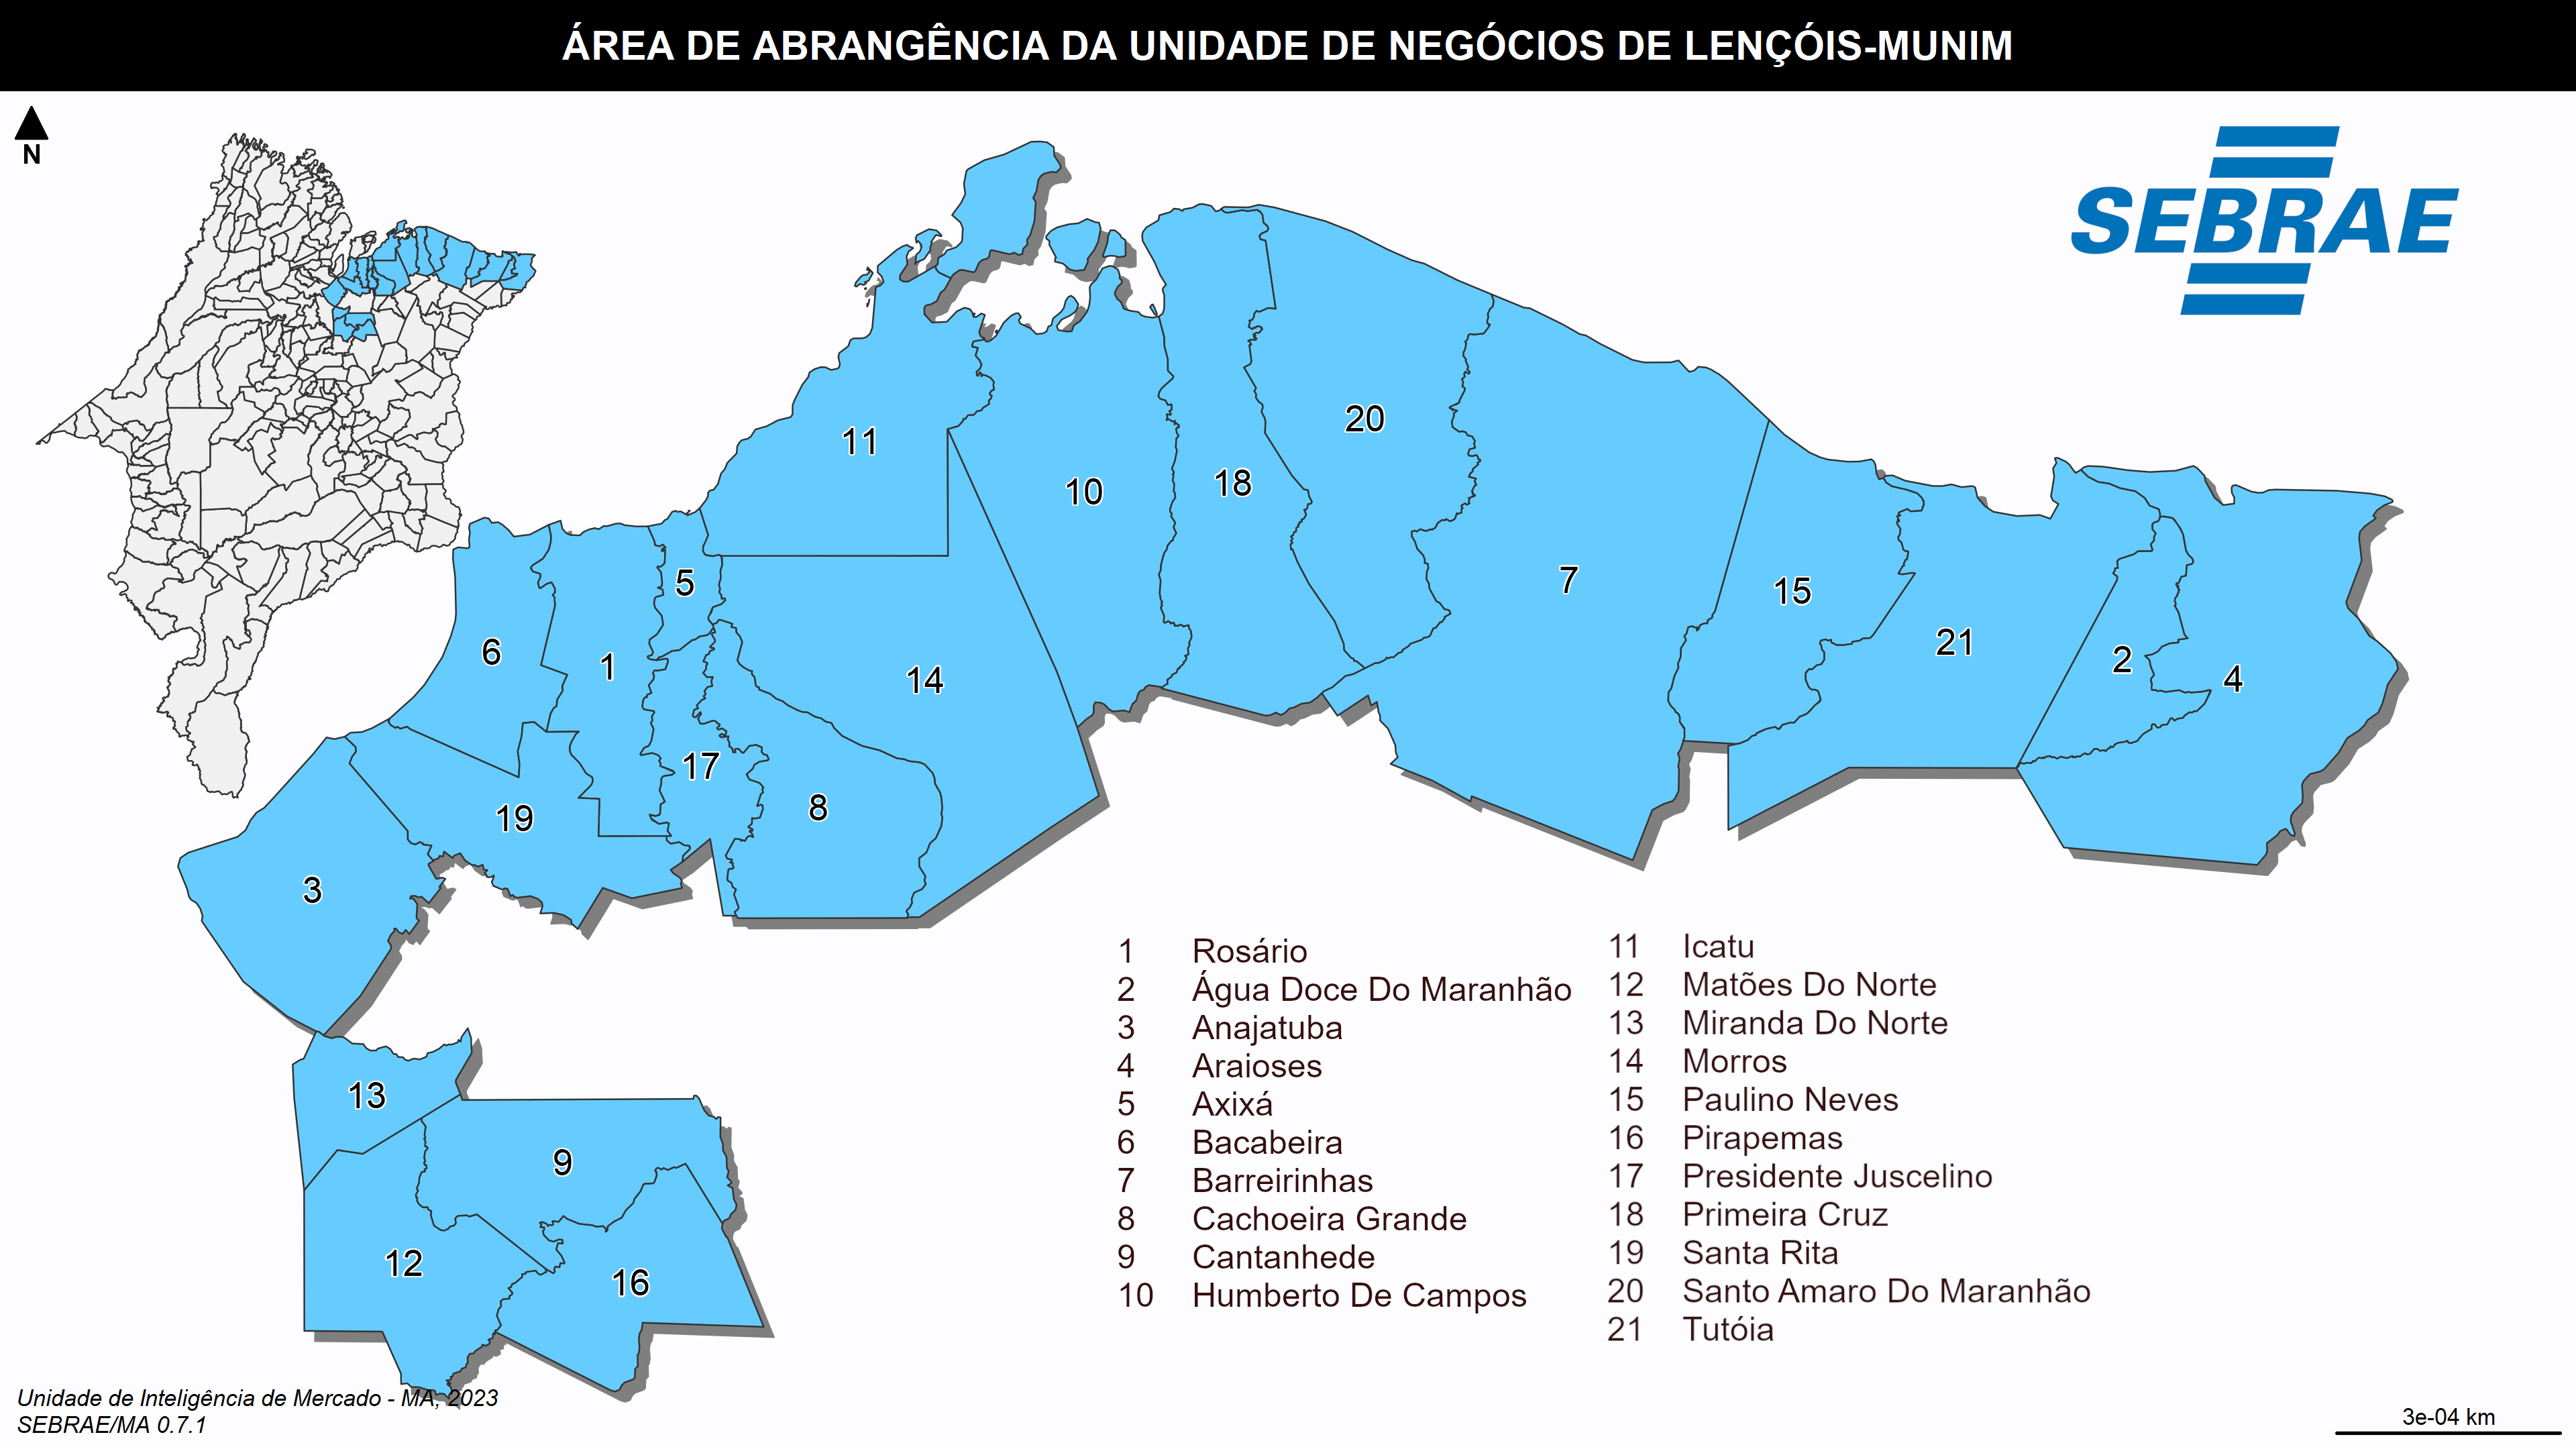 ÁREA DE ABRANGÊNCIA DA UNIDADE DE NEGÓCIOS DE LENÇÓIS-MUNIM
N
SEBRAE
11
20
10
18
5
7
15
6
1
21
14
2
4
17
8
19
3
13
9
12
16
1 Rosário
2 Água Doce Do Maranhão
3 Anajatuba
4 Araioses
5 Axixá
6 Bacabeira
7 Barreirinhas
8 Cachoeira Grande
9 Cantanhede
10 Humberto De Campos
11 Icatu
12 Matões Do Norte
13 Miranda Do Norte
14 Morros
15 Paulino Neves
16 Pirapemas
17 Presidente Juscelino
18 Primeira Cruz
19 Santa Rita
20 Santo Amaro Do Maranhão
21 Tutóia
Unidade de Inteligência de Mercado - MA, 2023
SEBRAE/MA 0.7.1
3e-04 km